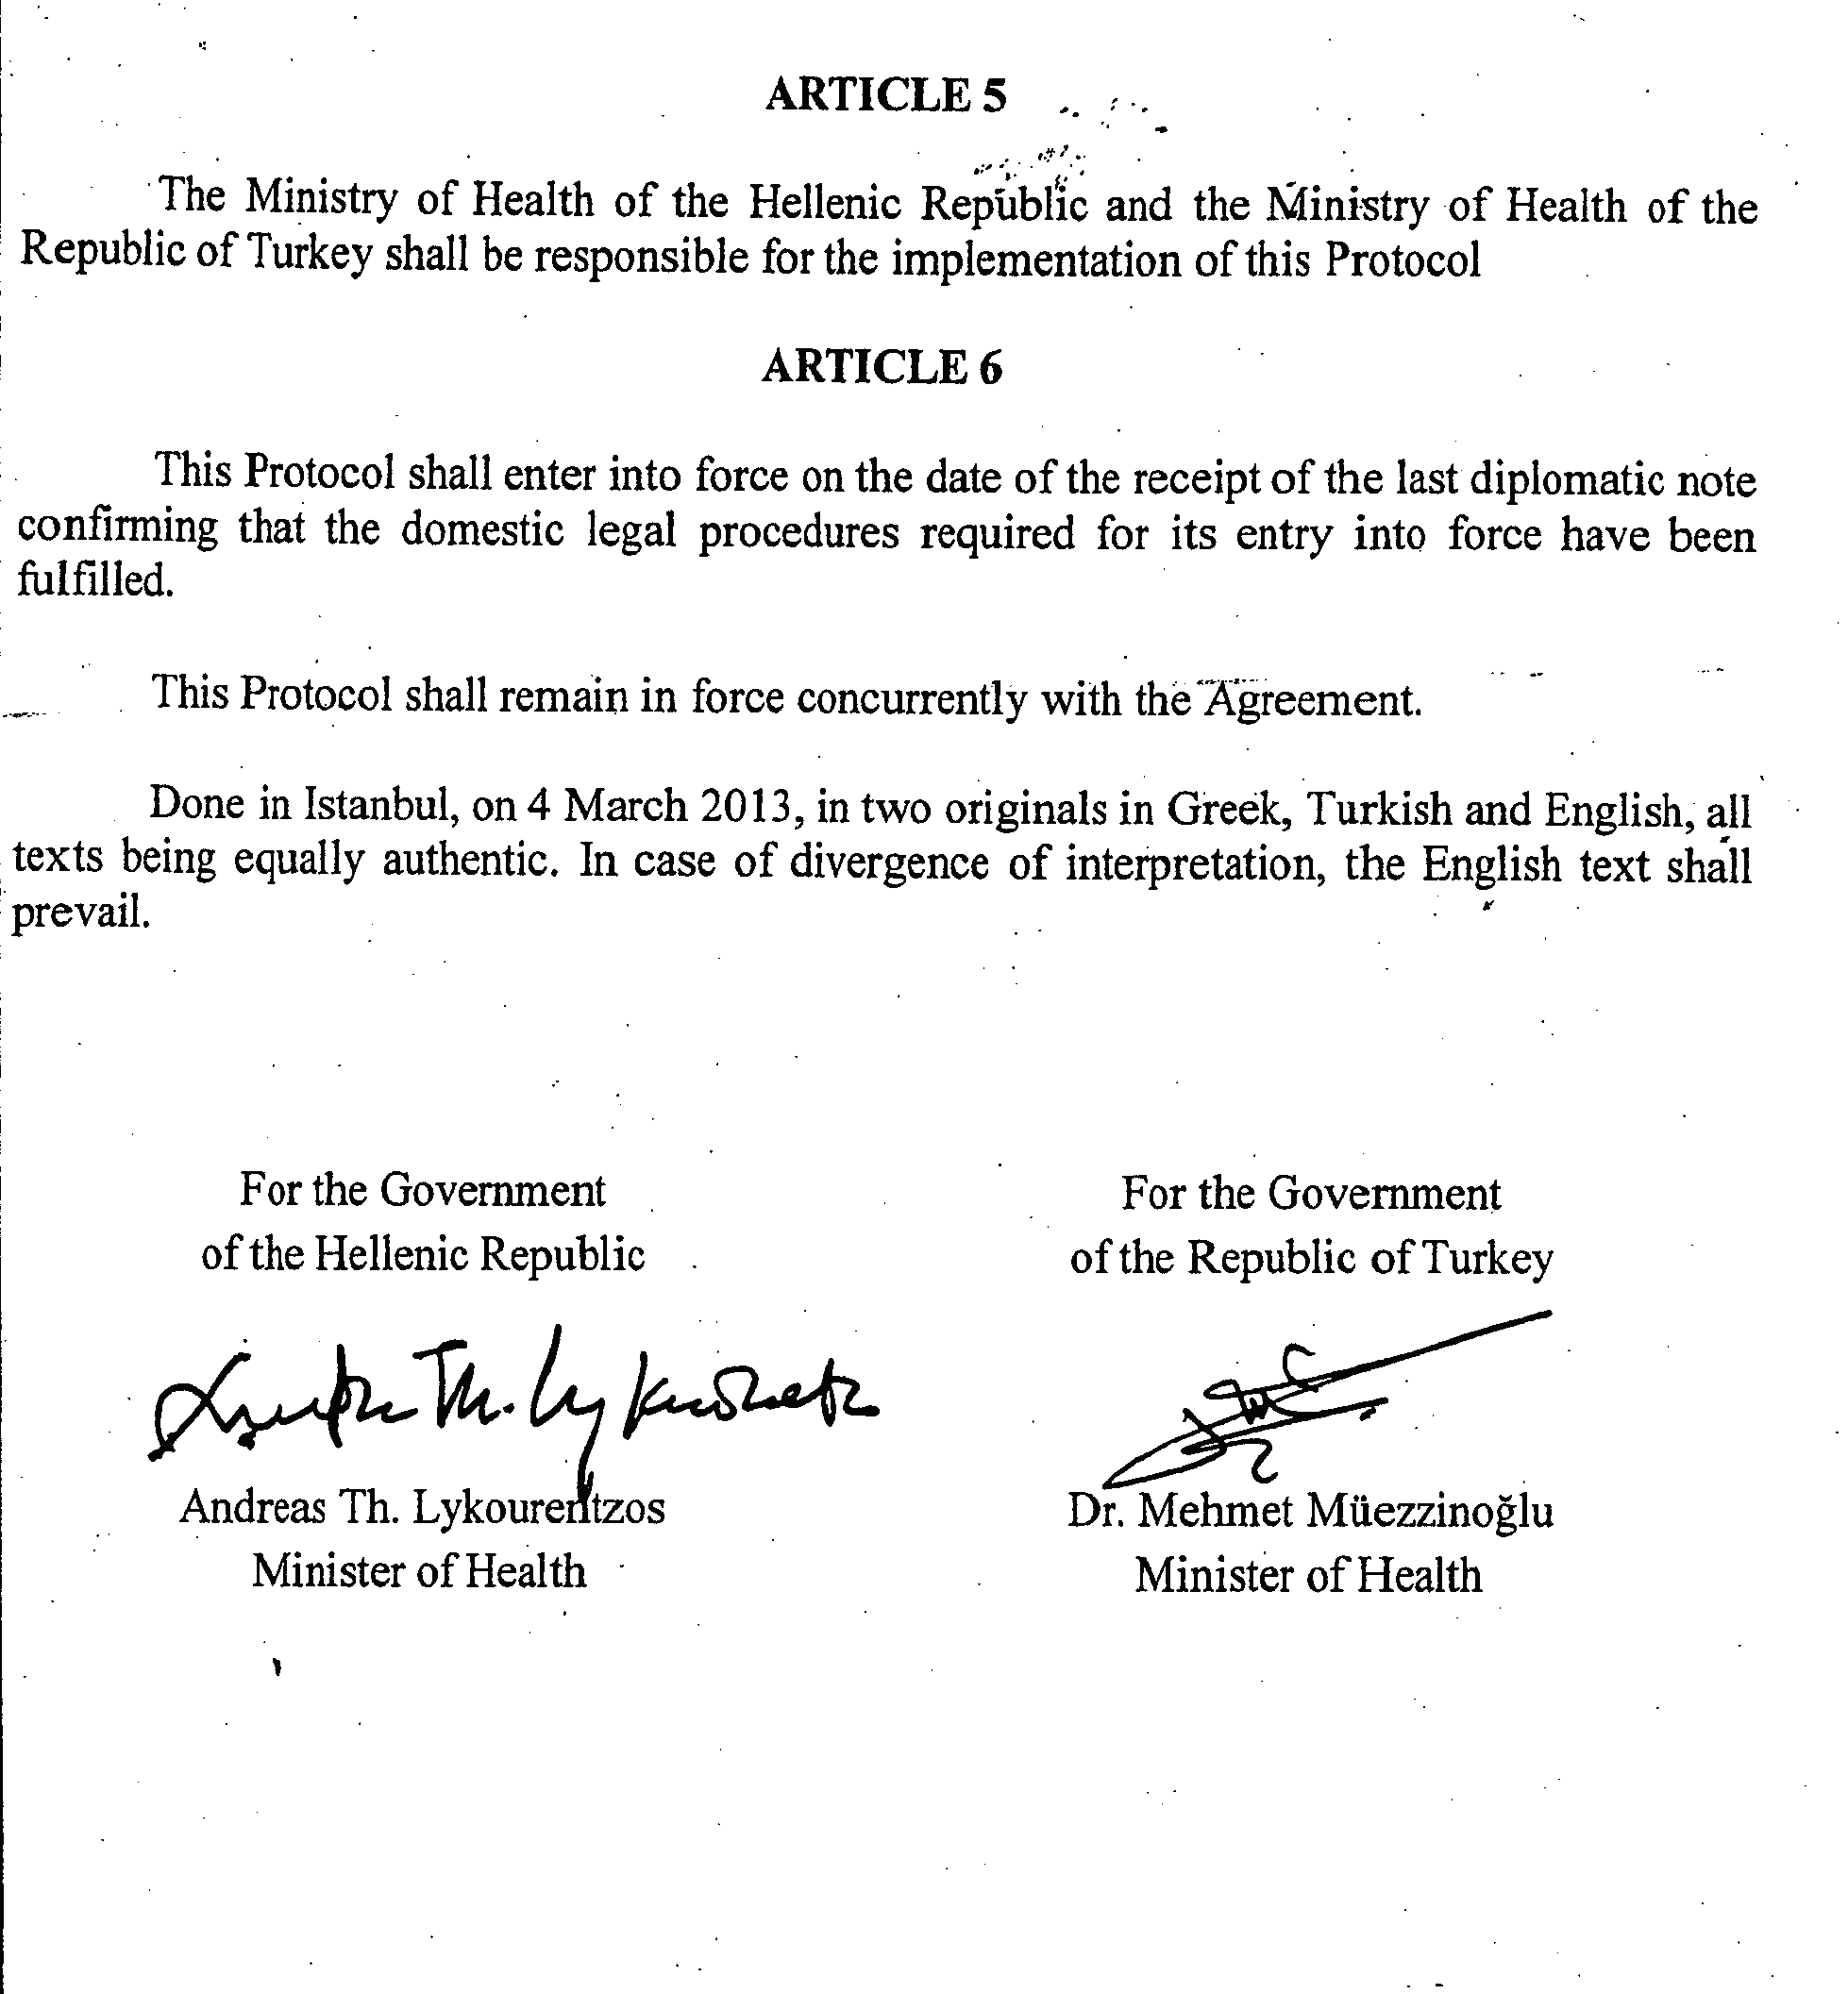 ARTICLE 5
The Ministry of Health of the Hellenic Republic and the Ministry of Health of the
Republic of Turkey shall be responsible for the implementation of this Protocol
ARTICLE 6
This Protocol shall enter into force on the date of the receipt of the last diplomatic note
confirming that the domestic legal procedures required for its entry into force have been
fulfilled.
This Protocol shall remain in force concurrently with the Agreement.
Done in Istanbul, on 4 March 2013, in two originals in Greek, Turkish and English, all
texts being equally authentic. In case of divergence of interpretation, the English text shall
prevail.
For the Government
of the Hellenic Republic
Andreas Th. Lykourentzos
Minister of Health
For the Government
of the Republic of Turkey
Dr. Mehmet Müezzinoğlu
Minister of Health